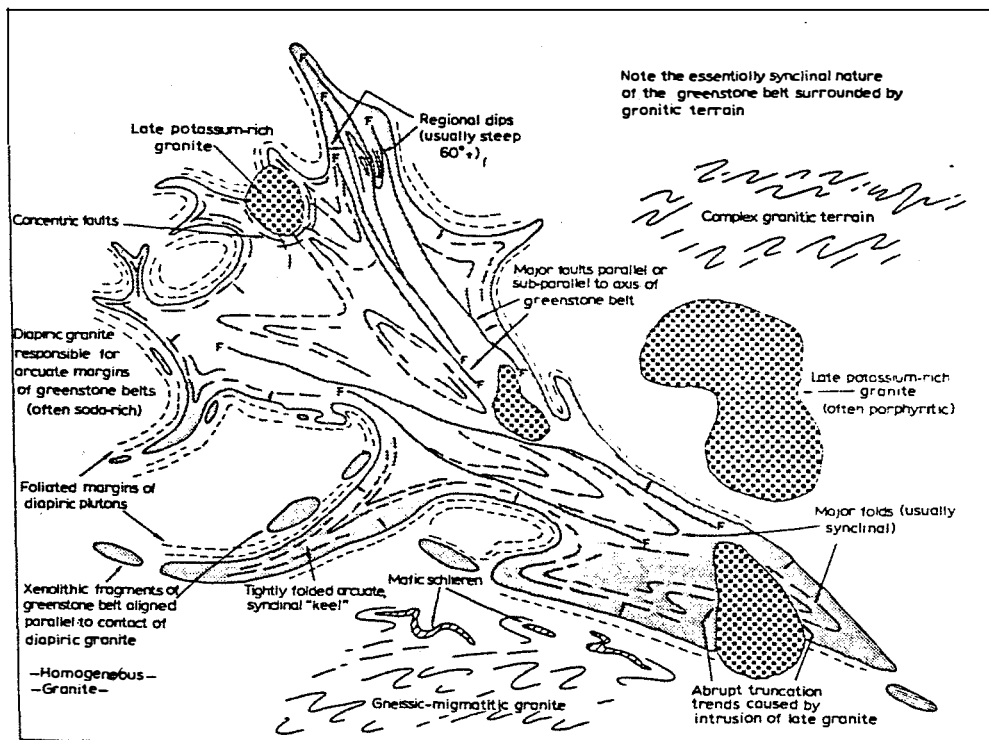 Note the essentially synclinal nature
of the greenstone belt surrounded by
granitic terrain
Late potassium-rich
granite
Regional dips
(usually steep
60°+)
Concentric faults
Complex granitic terrain
Major faults parallel or
sub-parallel to axis of
greenstone belt
Diapiric granite
responsible for
arcuate margins
of greenstone belts
(often soda-rich)
Late potassium-rich
granite
(often porphyritic)
Foliated margins of
diapiric plutons
Major folds (usually
synclinal)
Xenolithic fragments of
greenstone belt aligned
parallel to contact of
diapiric granite
Tightly folded arcuate,
synclinal "keel"
Mafic schlieren
—Homogeneous—
—Granite—
Gneissic-migmatitic granite
Abrupt truncation
trends caused by
intrusion of late granite
F
F
F
F
F
F
F
F
F
F
F